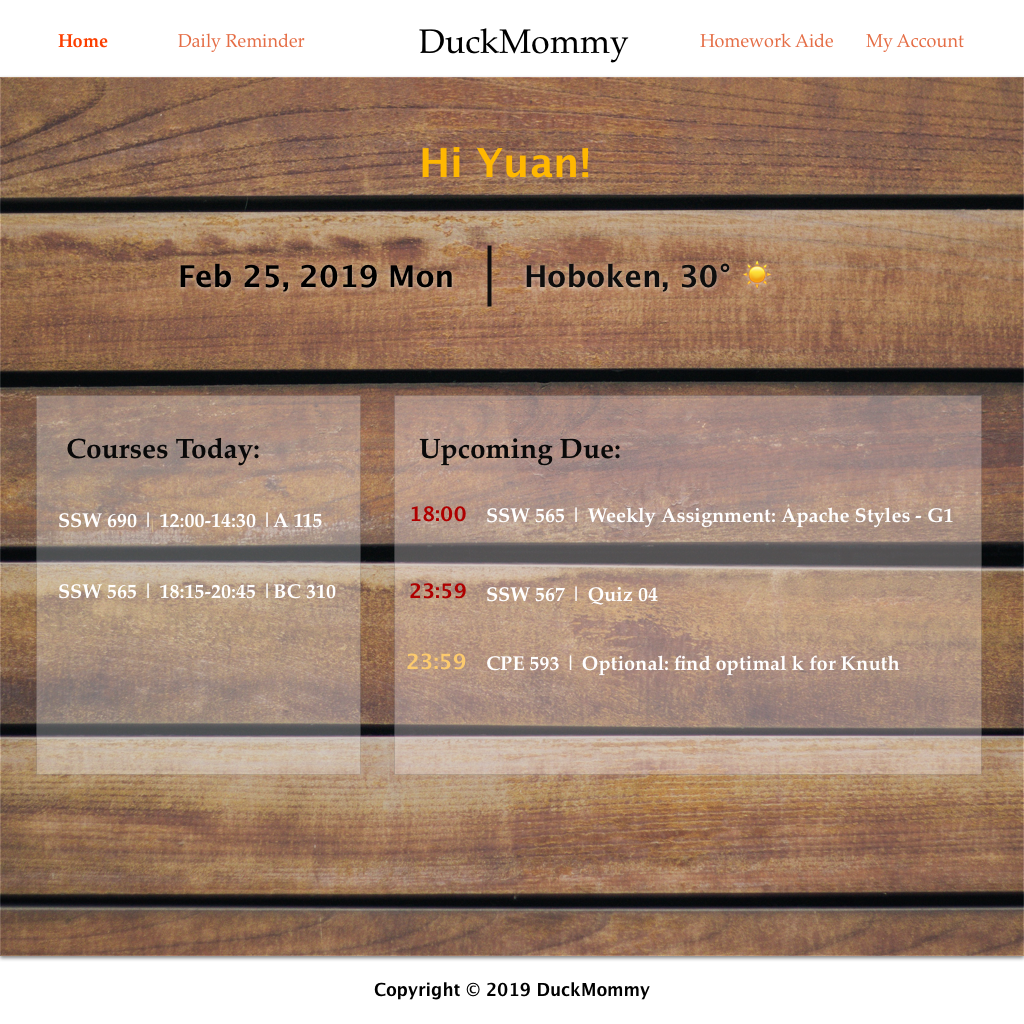 Home Daily Reminder DuckMommy Homework Aide My Account
Hi Yuan!
Feb 25, 2019 Mon | Hoboken, 30° ☀️
Courses Today:
SSW 690 | 12:00-14:30 | A 115
SSW 565 | 18:15-20:45 | BC 310
Upcoming Due:
18:00 SSW 565 | Weekly Assignment: Apache Styles - G1
23:59 SSW 567 | Quiz 04
23:59 CPE 593 | Optional: find optimal k for Knuth
Copyright © 2019 DuckMommy